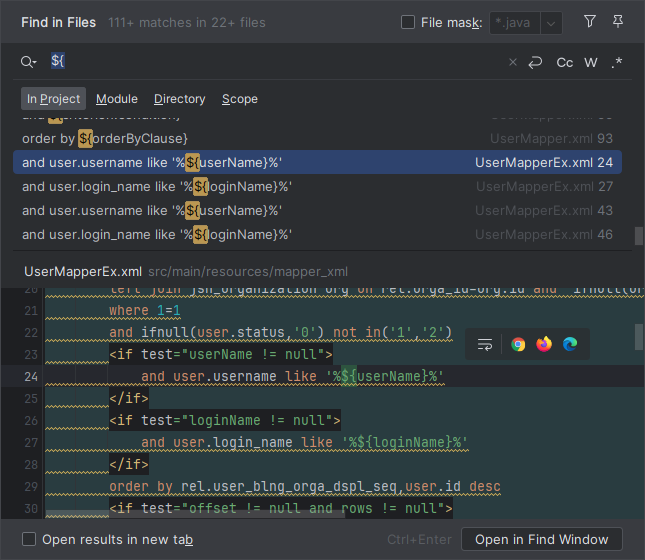 Find in Files 111+ matches in 22+ files File mask: *.java
${ Cc W .*
In Project Module Directory Scope
order by ${orderByClause} UserMapper.xml 93
and user.username like '%${userName}%' UserMapperEx.xml 24
and user.login_name like '%${loginName}%' UserMapperEx.xml 27
and user.username like '%${userName}%' UserMapperEx.xml 43
and user.login_name like '%${loginName}%' UserMapperEx.xml 46
UserMapperEx.xml src/main/resources/mapper_xml
20 left join jsh_organization org on rel.orga_id=org.id and ifnull(or
21 where 1=1
22 and ifnull(user.status,'0') not in('1','2')
23 <if test="userName != null">
24 and user.username like '%${userName}%'
25 </if>
26 <if test="loginName != null">
27 and user.login_name like '%${loginName}%'
28 </if>
29 order by rel.user_blng_orga_dspl_seq,user.id desc
30 <if test="offset != null and rows != null">
Open results in new tab Ctrl+Enter Open in Find Window